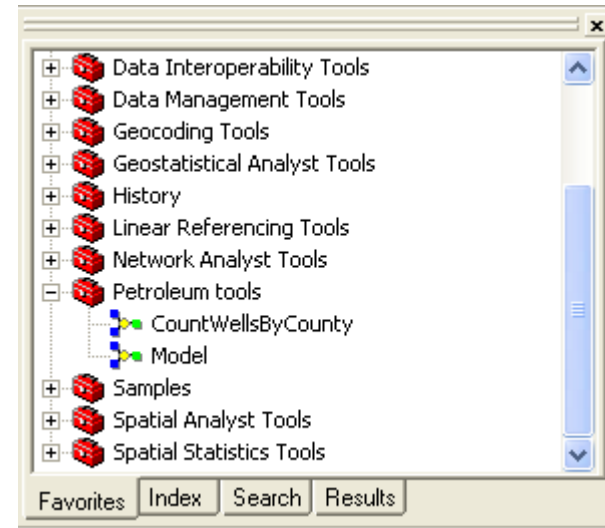 Data Interoperability Tools
Data Management Tools
Geocoding Tools
Geostatistical Analyst Tools
History
Linear Referencing Tools
Network Analyst Tools
Petroleum tools
CountWellsByCounty
Model
Samples
Spatial Analyst Tools
Spatial Statistics Tools
Favorites Index Search Results